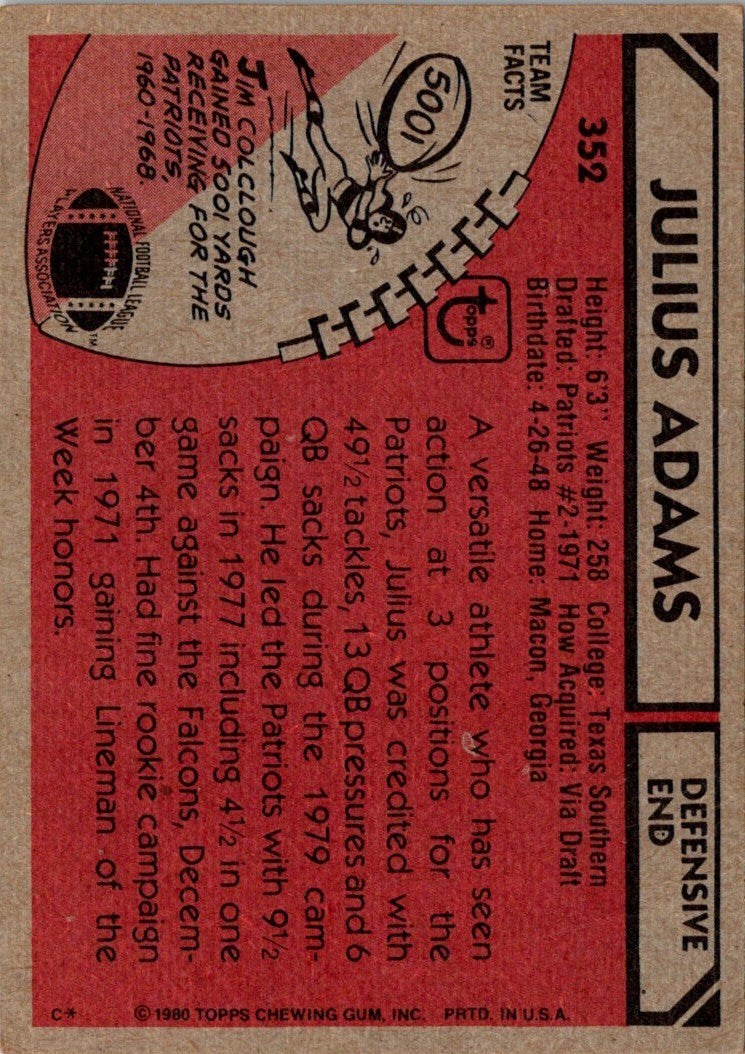 JULIUS ADAMS
DEFENSIVE
END
352
Height: 6'3" Weight: 258 College: Texas Southern
Drafted: Patriots #2-1971 How Acquired: Via Draft
Birthdate: 4-26-48 Home: Macon, Georgia
TEAM
FACTS
5001
JIM COLCLOUGH
GAINED 5001 YARDS
RECEIVING FOR THE
PATRIOTS,
1960-1968.
NATIONAL FOOTBALL LEAGUE
PLAYERS ASSOCIATION
TM
topps®
A versatile athlete who has seen
action at 3 positions for the
Patriots, Julius was credited with
49½ tackles, 13 QB pressures and 6
QB sacks during the 1979 cam-
paign. He led the Patriots with 9½
sacks in 1977 including 4½ in one
game against the Falcons, Decem-
ber 4th. Had fine rookie campaign
in 1971 gaining Lineman of the
Week honors.
© 1980 TOPPS CHEWING GUM, INC. PRTD. IN U.S.A.
C*